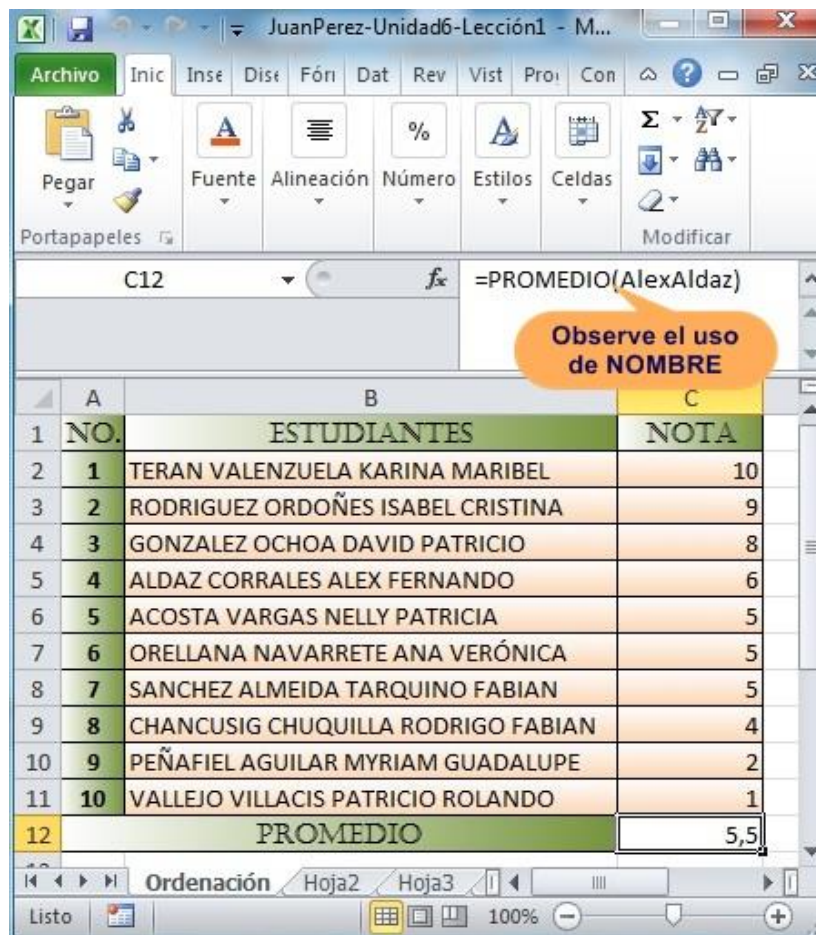 JuanPerez-Unidad6-Lección1 - M...
Archivo Inic Inse Dise Fóri Dat Rev Vist Pro Con
Pegar Fuente Alineación Número Estilos Celdas
Portapapeles Modificar
C12 fx =PROMEDIO(AlexAldaz)
Observe el uso
de NOMBRE
A B C
1 NO. ESTUDIANTES NOTA
2 1 TERAN VALENZUELA KARINA MARIBEL 10
3 2 RODRIGUEZ ORDOÑES ISABEL CRISTINA 9
4 3 GONZALEZ OCHOA DAVID PATRICIO 8
5 4 ALDAZ CORRALES ALEX FERNANDO 6
6 5 ACOSTA VARGAS NELLY PATRICIA 5
7 6 ORELLANA NAVARRETE ANA VERÓNICA 5
8 7 SANCHEZ ALMEIDA TARQUINO FABIAN 5
9 8 CHANCUSIG CHUQUILLA RODRIGO FABIAN 4
10 9 PEÑAFIEL AGUILAR MYRIAM GUADALUPE 2
11 10 VALLEJO VILLACIS PATRICIO ROLANDO 1
12 PROMEDIO 5,5
Ordenación Hoja2 Hoja3
Listo 100%